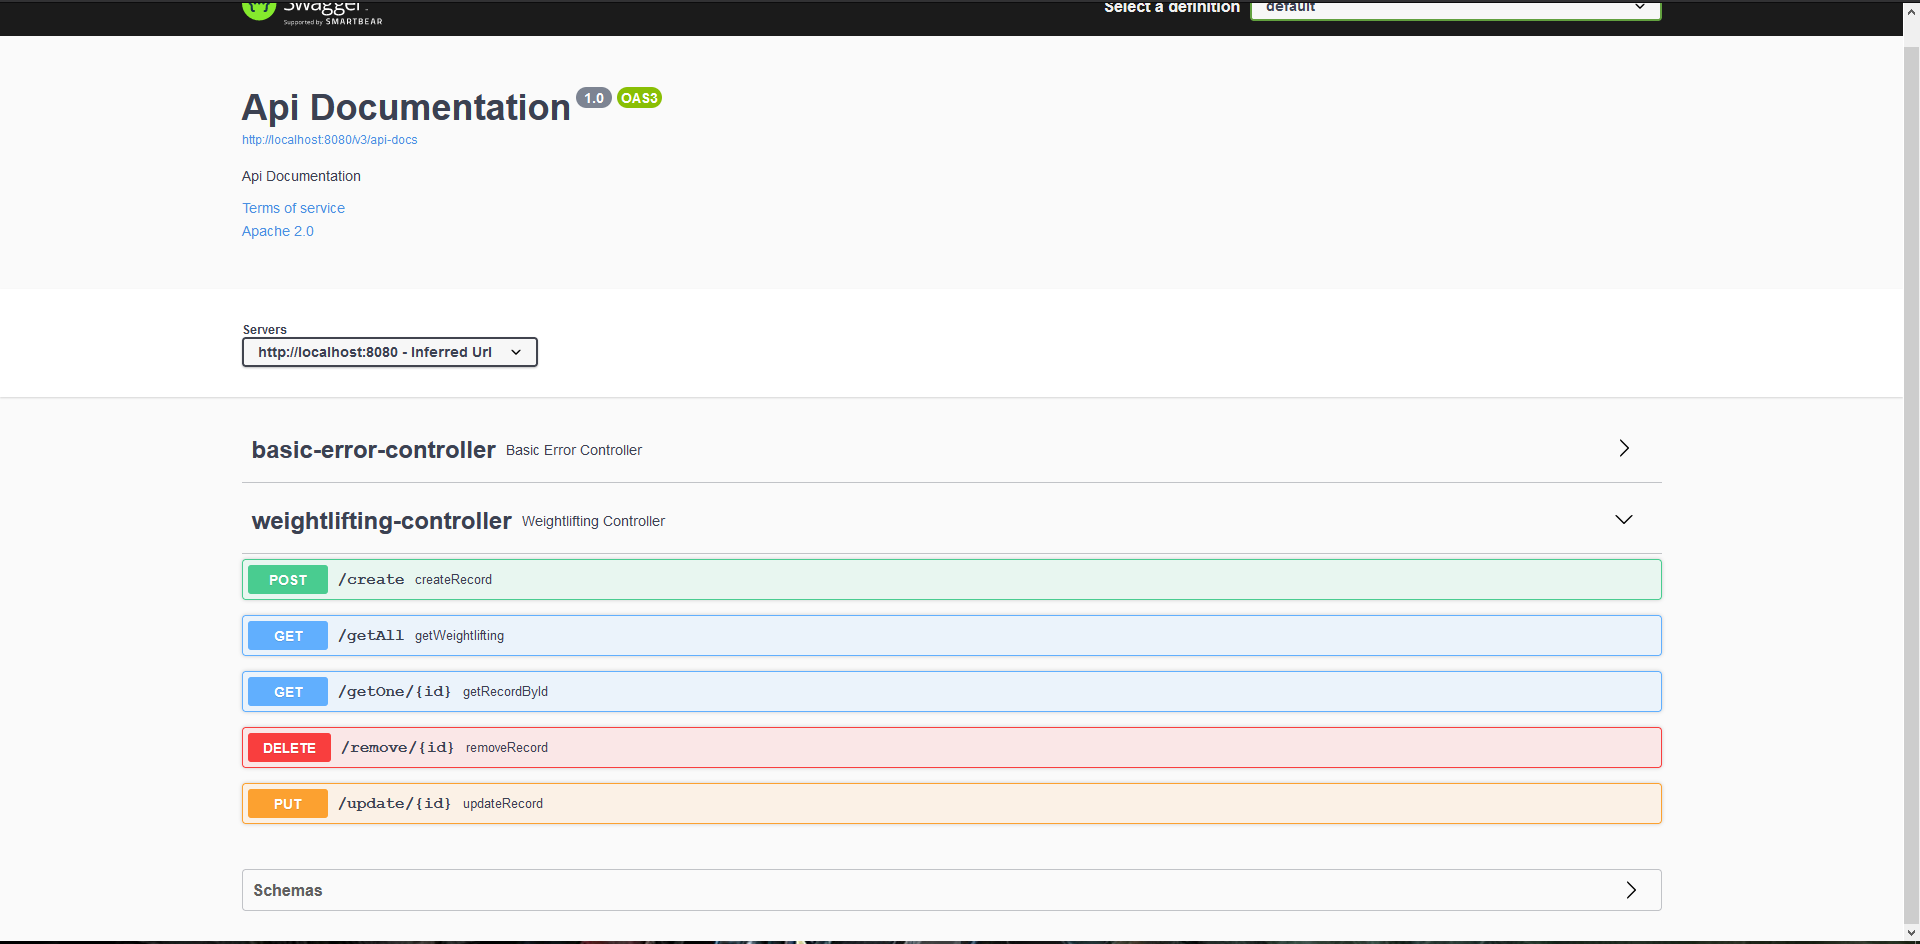 Swagger.
Supported by SMARTBEAR
Select a definition
default
Api Documentation 1.0 OAS3
http://localhost:8080/v3/api-docs
Api Documentation
Terms of service
Apache 2.0
Servers
http://localhost:8080 - Inferred Url
basic-error-controller Basic Error Controller
weightlifting-controller Weightlifting Controller
POST /create createRecord
GET /getAll getWeightlifting
GET /getOne/{id} getRecordById
DELETE /remove/{id} removeRecord
PUT /update/{id} updateRecord
Schemas